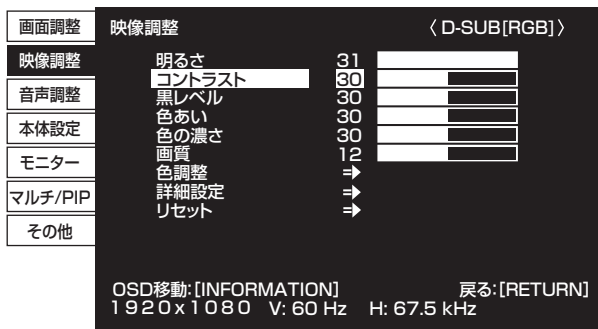 画面調整
映像調整
音声調整
本体設定
モニター
マルチ/PIP
その他
映像調整 〈 D-SUB[RGB]〉
明るさ 31
コントラスト 30
黒レベル 30
色あい 30
色の濃さ 30
画質 12
色調整
詳細設定
リセット
OSD移動:[INFORMATION] 戻る:[RETURN]
1920x1080 V: 60 Hz H: 67.5 kHz